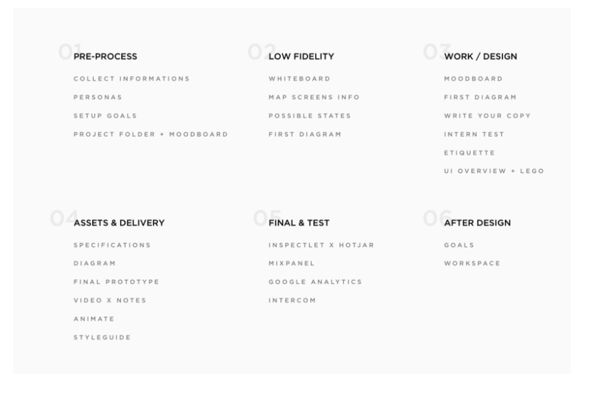 01
PRE-PROCESS
COLLECT INFORMATIONS
PERSONAS
SETUP GOALS
PROJECT FOLDER + MOODBOARD
02
LOW FIDELITY
WHITEBOARD
MAP SCREENS INFO
POSSIBLE STATES
FIRST DIAGRAM
03
WORK / DESIGN
MOODBOARD
FIRST DIAGRAM
WRITE YOUR COPY
INTERN TEST
ETIQUETTE
UI OVERVIEW + LEGO
04
ASSETS & DELIVERY
SPECIFICATIONS
DIAGRAM
FINAL PROTOTYPE
VIDEO X NOTES
ANIMATE
STYLEGUIDE
05
FINAL & TEST
INSPECTLET X HOTJAR
MIXPANEL
GOOGLE ANALYTICS
INTERCOM
06
AFTER DESIGN
GOALS
WORKSPACE